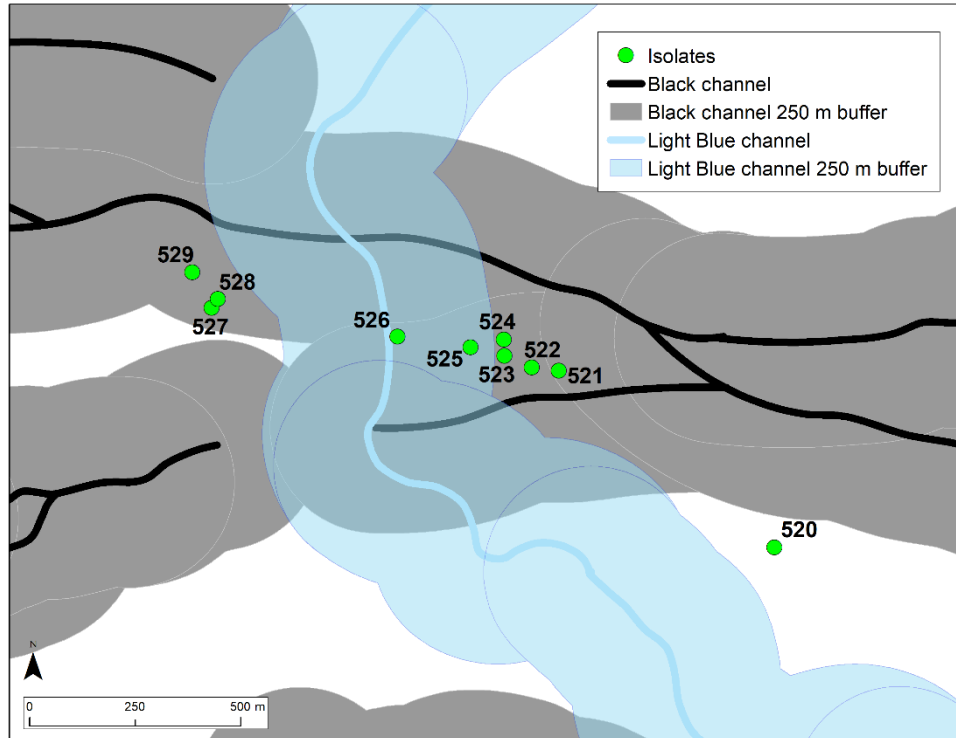 Isolates
Black channel
Black channel 250 m buffer
Light Blue channel
Light Blue channel 250 m buffer
529
528
527
526
525
524
523
522
521
520
N
0 250 500 m